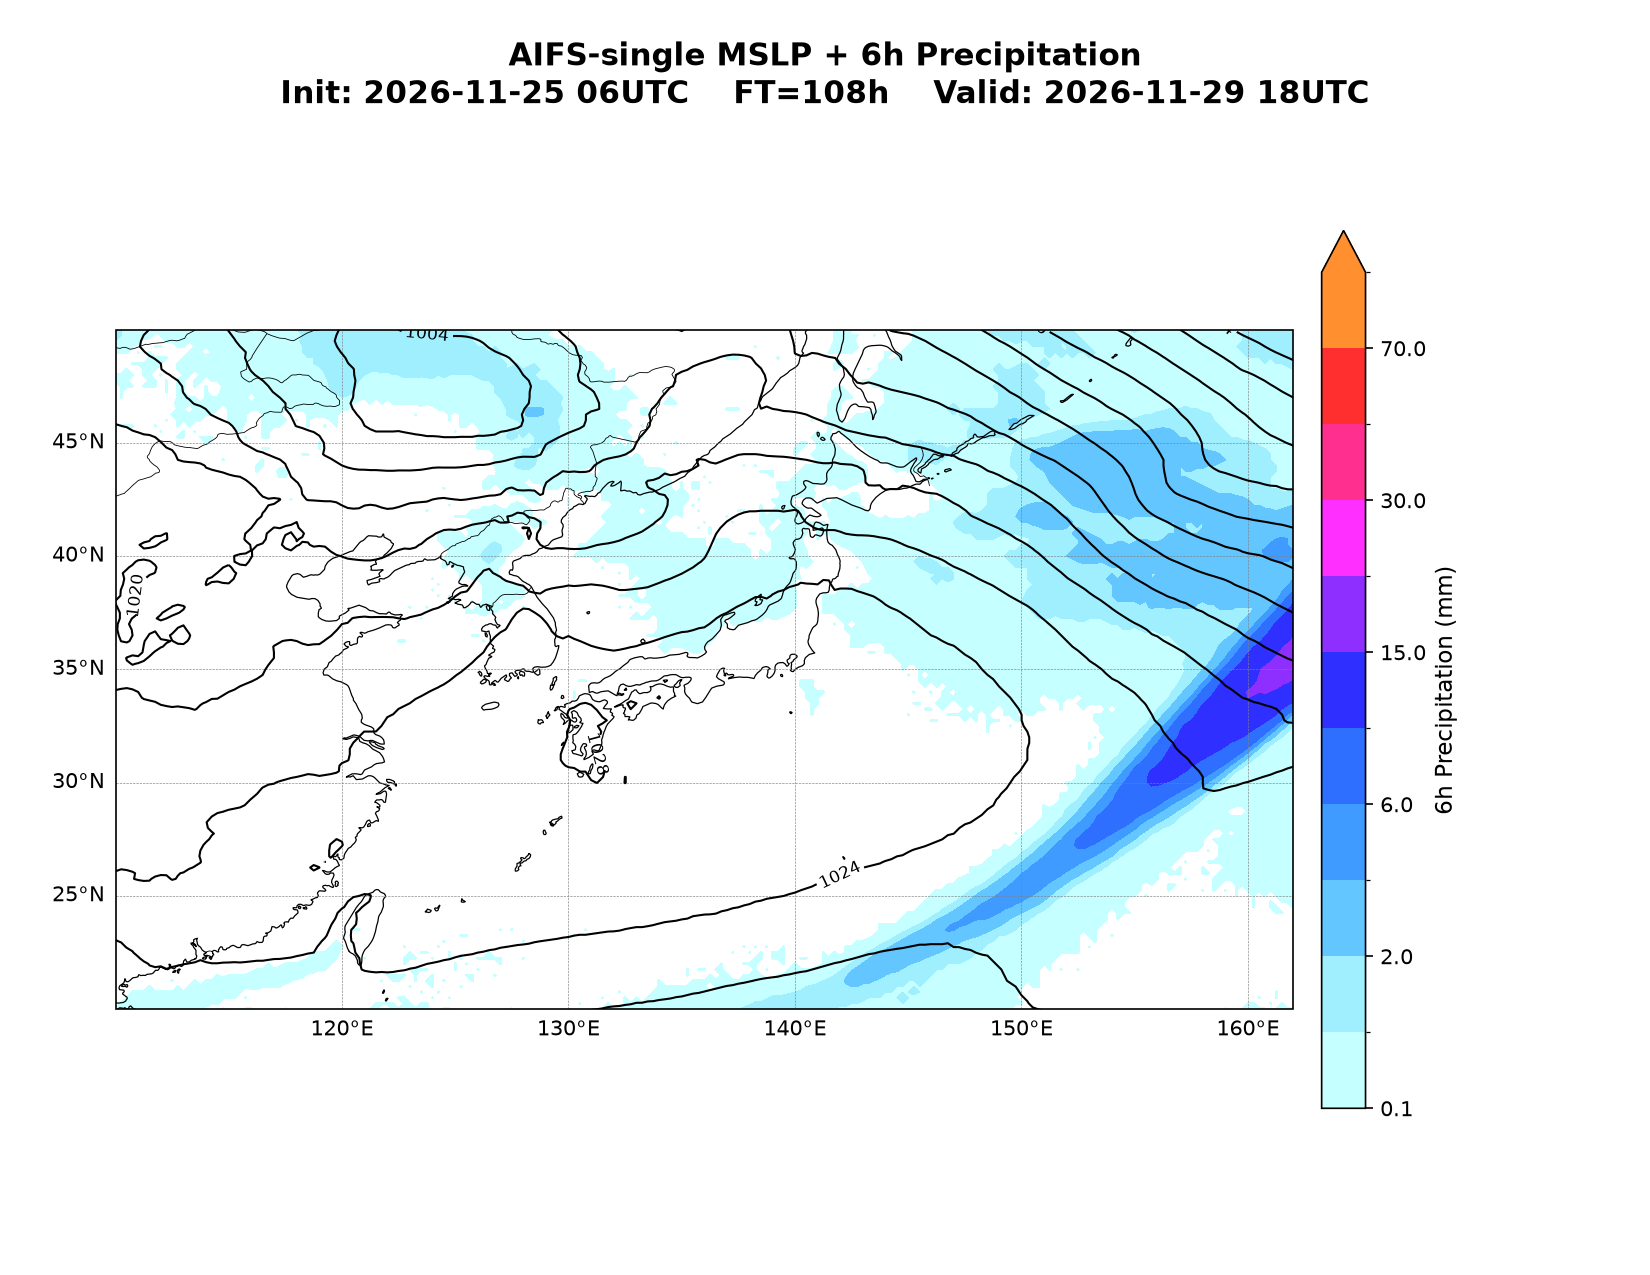 AIFS-single MSLP + 6h Precipitation
Init: 2026-11-25 06UTC    FT=108h    Valid: 2026-11-29 18UTC
1004
1020
1028
1024
45°N
40°N
35°N
30°N
25°N
120°E
130°E
140°E
150°E
160°E
70.0
30.0
15.0
6.0
2.0
0.1
6h Precipitation (mm)